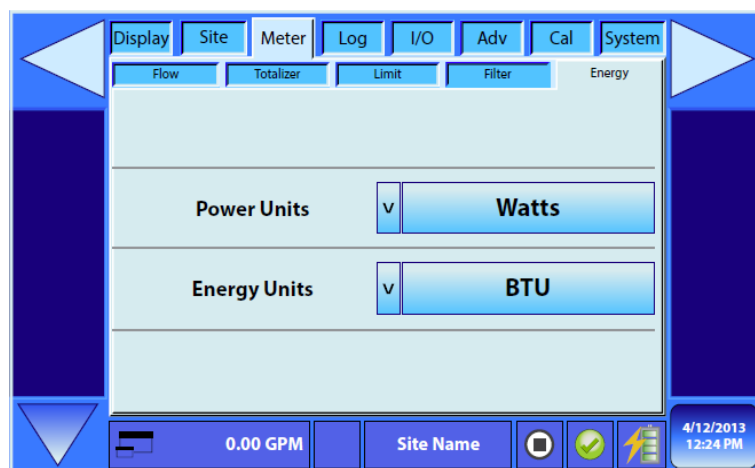 Display Site Meter Log I/O Adv Cal System
Flow Totalizer Limit Filter Energy
Power Units v Watts
Energy Units v BTU
0.00 GPM Site Name
4/12/2013
12:24 PM